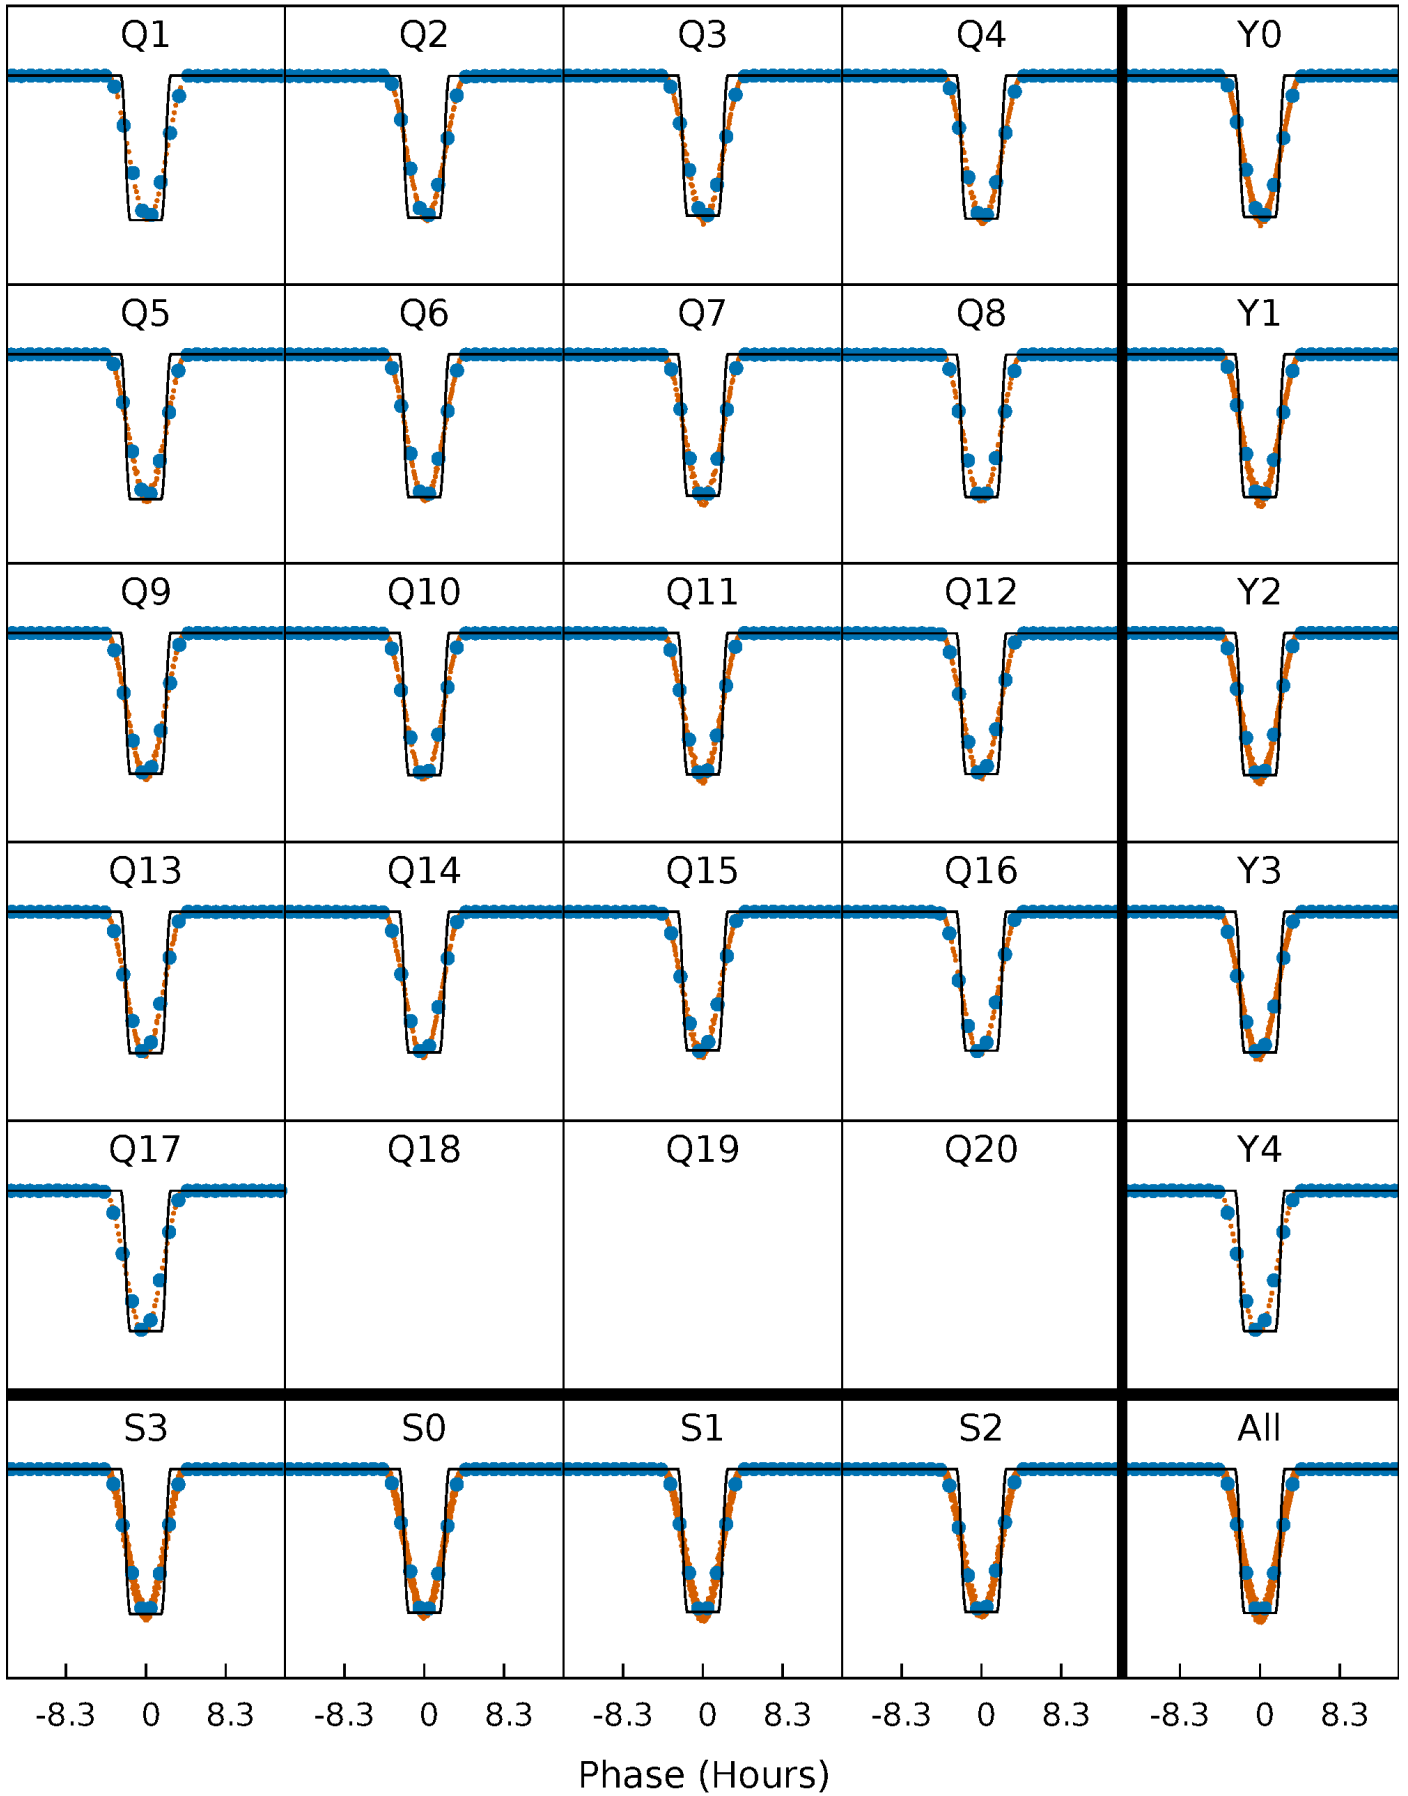 Q1 Q2 Q3 Q4 Y0
Q5 Q6 Q7 Q8 Y1
Q9 Q10 Q11 Q12 Y2
Q13 Q14 Q15 Q16 Y3
Q17 Q18 Q19 Q20 Y4
S3 S0 S1 S2 All
-8.3 0 8.3 -8.3 0 8.3 -8.3 0 8.3 -8.3 0 8.3 -8.3 0 8.3
Phase (Hours)